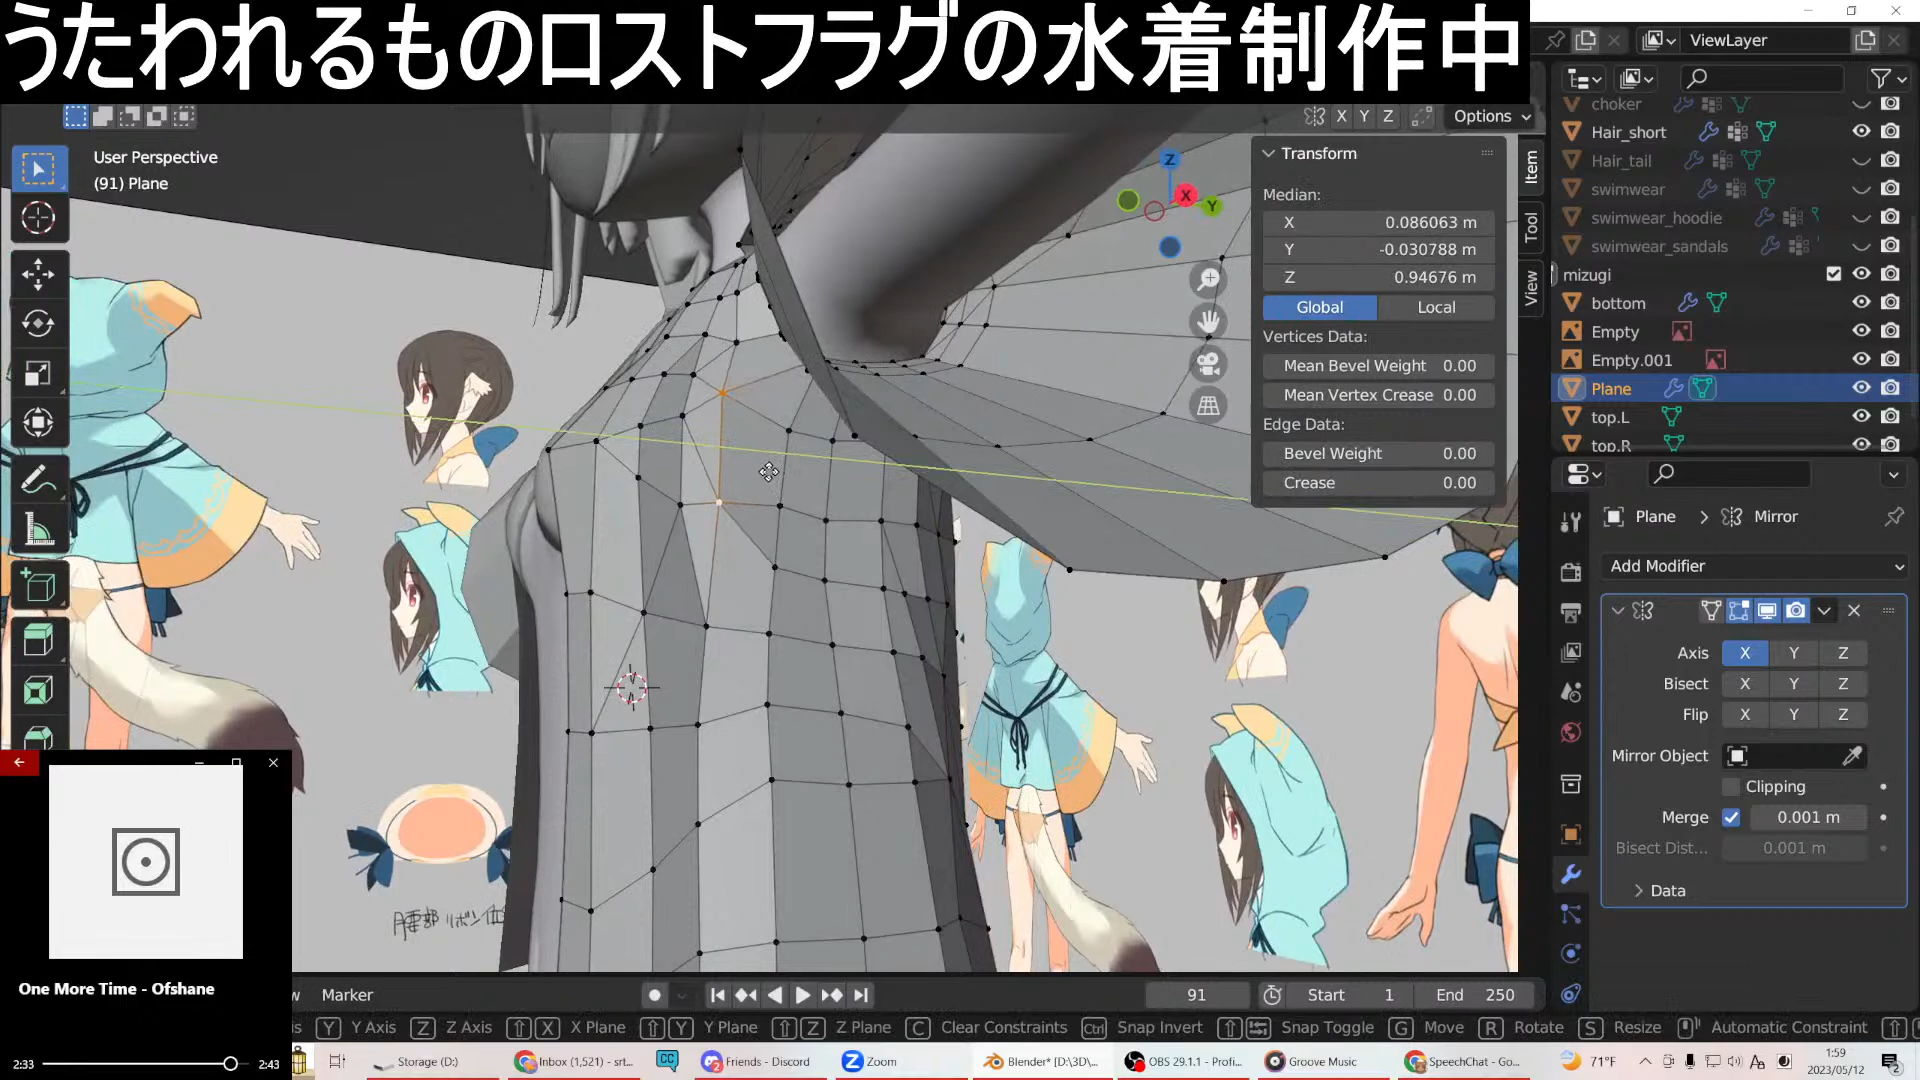 うたわれるものロストフラグの水着制作中
ViewLayer
X Y Z Options
User Perspective
(91) Plane
Transform
Median:
X 0.086063 m
Y -0.030788 m
Z 0.94676 m
Global Local
Vertices Data:
Mean Bevel Weight 0.00
Mean Vertex Crease 0.00
Edge Data:
Bevel Weight 0.00
Crease 0.00
Item
Tool
View
Z
X
Y
choker
Hair_short
Hair_tail
swimwear
swimwear_hoodie
swimwear_sandals
mizugi
bottom
Empty
Empty.001
Plane
top.L
top.R
Plane > Mirror
Add Modifier
Axis X Y Z
Bisect X Y Z
Flip X Y Z
Mirror Object
Clipping
Merge 0.001 m
Bisect Dist... 0.001 m
Data
One More Time - Ofshane
2:33 2:43
w Marker
91 Start 1 End 250
is Y Y Axis Z Z Axis X X Plane Y Y Plane Z Z Plane C Clear Constraints Ctrl Snap Invert Snap Toggle G Move R Rotate S Resize Automatic Constraint
Storage (D:) Inbox (1,521) - srt... CC Friends - Discord Zoom Blender* [D:\3D\... OBS 29.1.1 - Profi... Groove Music SpeechChat - Go... 71°F 1:59
2023/05/12
2